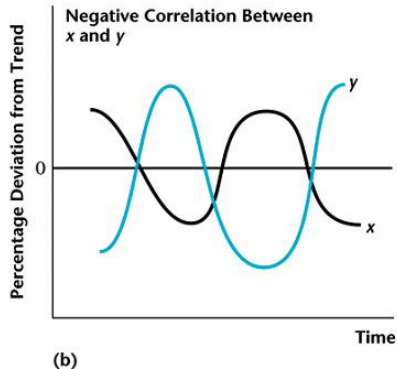 Negative Correlation Between
x and y
Percentage Deviation from Trend
0
y
x
Time
(b)